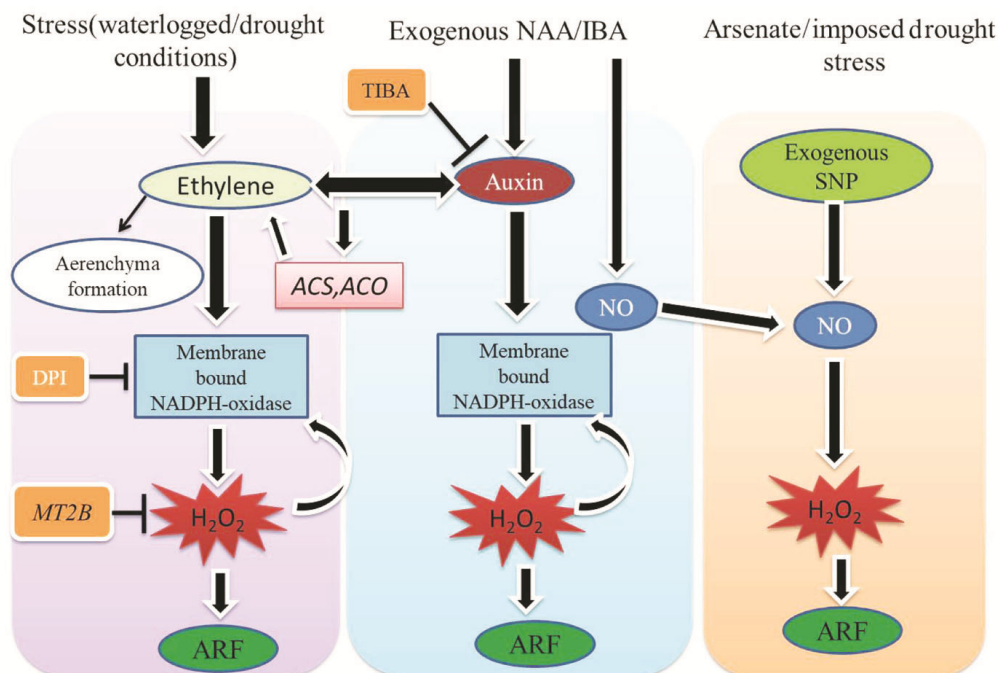 Stress(waterlogged/drought
conditions)
Exogenous NAA/IBA
Arsenate/imposed drought
stress
TIBA
Ethylene
Auxin
Exogenous
SNP
Aerenchyma
formation
ACS,ACO
NO
NO
DPI
Membrane
bound
NADPH-oxidase
Membrane
bound
NADPH-oxidase
MT2B
H₂O₂
H₂O₂
H₂O₂
ARF
ARF
ARF